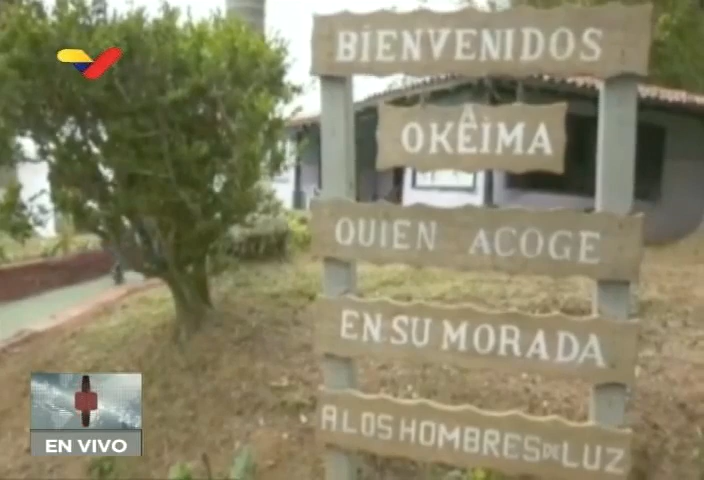 BIENVENIDOS
A
OKEIMA
QUIEN ACOGE
EN SU MORADA
A LOS HOMBRES DE LUZ
EN VIVO